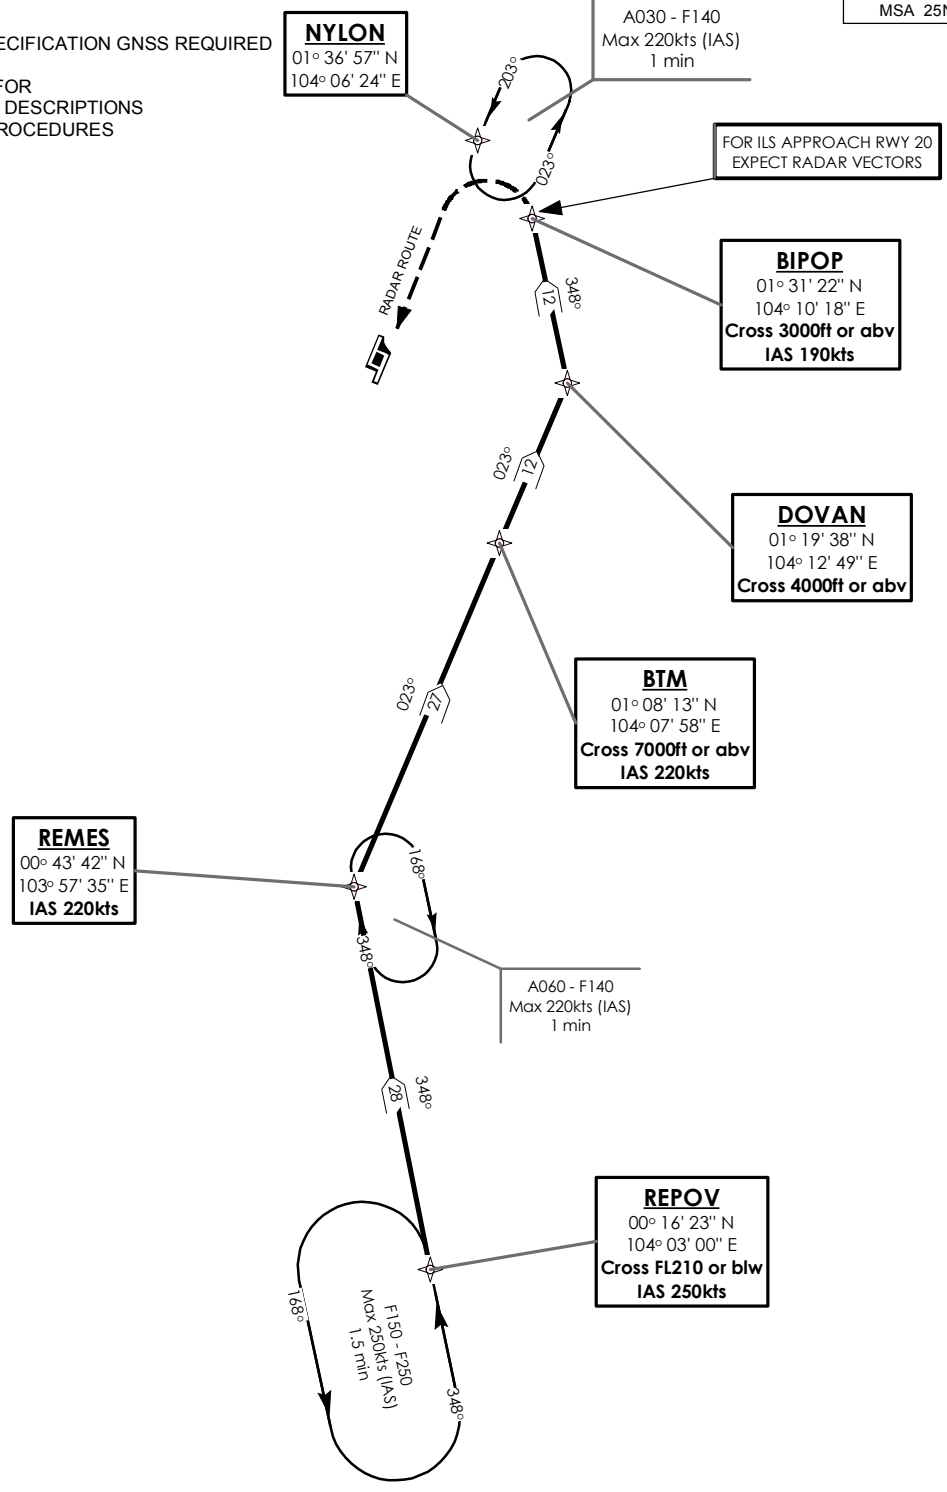 MSA 25N
ECIFICATION GNSS REQUIRED
FOR
DESCRIPTIONS
ROCEDURES
NYLON
01° 36' 57" N
104° 06' 24" E
A030 - F140
Max 220kts (IAS)
1 min
203°
023°
FOR ILS APPROACH RWY 20
EXPECT RADAR VECTORS
RADAR ROUTE
BIPOP
01° 31' 22" N
104° 10' 18" E
Cross 3000ft or abv
IAS 190kts
348°
12
023°
12
DOVAN
01° 19' 38" N
104° 12' 49" E
Cross 4000ft or abv
BTM
01° 08' 13" N
104° 07' 58" E
Cross 7000ft or abv
IAS 220kts
023°
27
REMES
00° 43' 42" N
103° 57' 35" E
IAS 220kts
168°
348°
A060 - F140
Max 220kts (IAS)
1 min
348°
28
REPOV
00° 16' 23" N
104° 03' 00" E
Cross FL210 or blw
IAS 250kts
168°
F150 - F250
Max 250kts (IAS)
1.5 min
348°